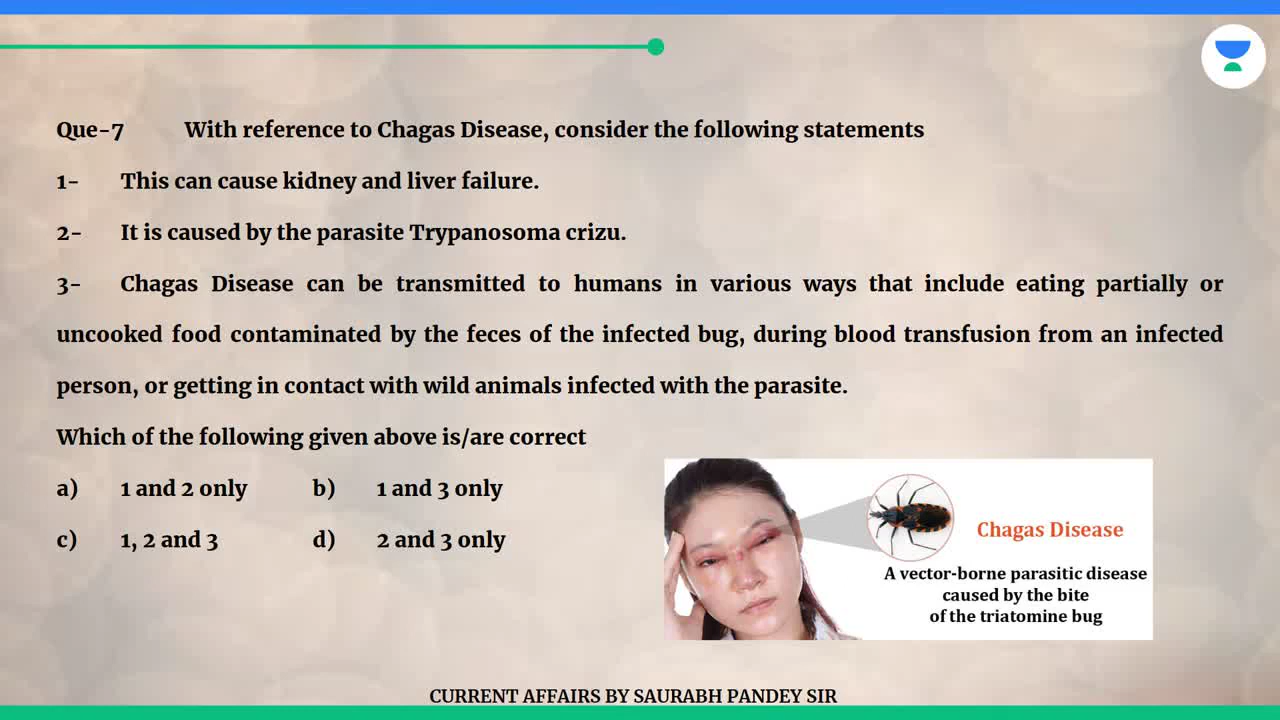 Que-7 With reference to Chagas Disease, consider the following statements
1- This can cause kidney and liver failure.
2- It is caused by the parasite Trypanosoma crizu.
3- Chagas Disease can be transmitted to humans in various ways that include eating partially or
uncooked food contaminated by the feces of the infected bug, during blood transfusion from an infected
person, or getting in contact with wild animals infected with the parasite.
Which of the following given above is/are correct
a) 1 and 2 only b) 1 and 3 only
c) 1, 2 and 3 d) 2 and 3 only
Chagas Disease
A vector-borne parasitic disease
caused by the bite
of the triatomine bug
CURRENT AFFAIRS BY SAURABH PANDEY SIR